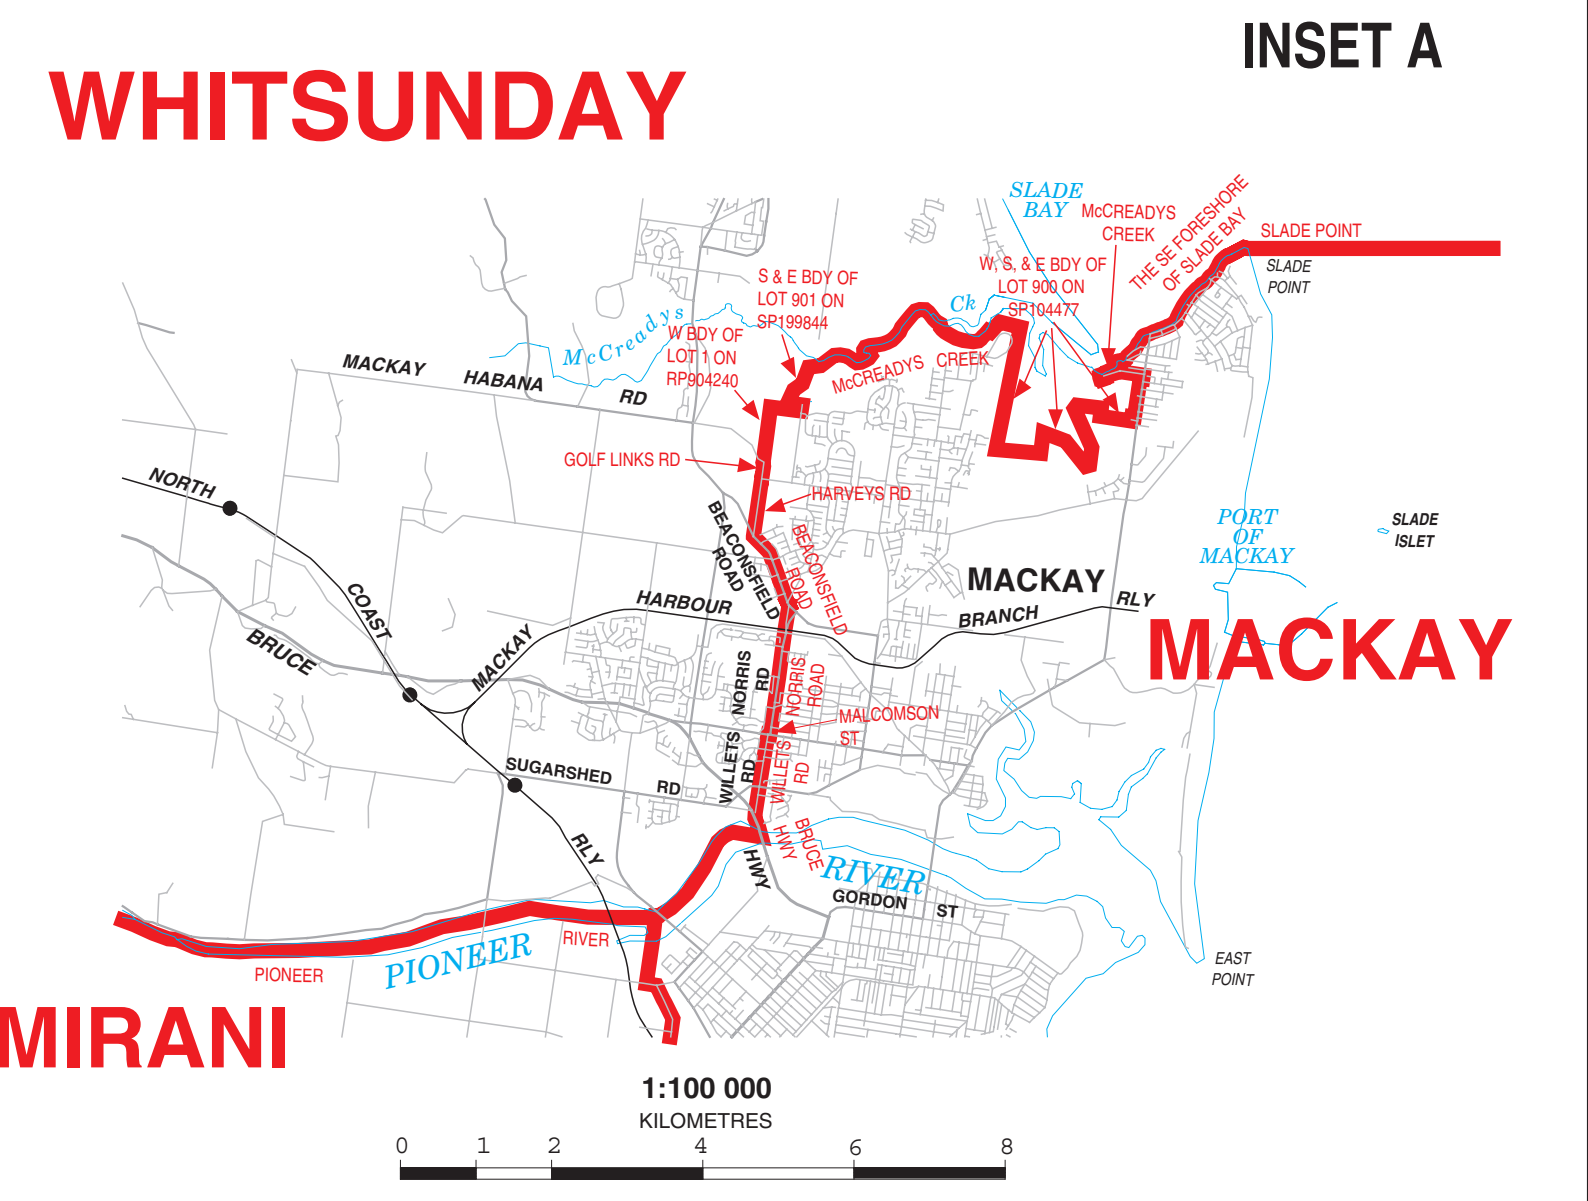 INSET A
WHITSUNDAY
SLADE
BAY
McCREADYS
CREEK
THE SE FORESHORE
OF SLADE BAY
SLADE POINT
SLADE
POINT
W, S, & E BDY OF
LOT 900 ON
SP104477
S & E BDY OF
LOT 901 ON
SP199844
Ck
McCreadys
W BDY OF
LOT 1 ON
RP904240
McCREADYS CREEK
MACKAY HABANA RD
GOLF LINKS RD
HARVEYS RD
NORTH
COAST
BEACONSFIELD
ROAD
BEACONSFIELD
ROAD
PORT
OF
MACKAY
SLADE
ISLET
MACKAY
MACKAY HARBOUR BRANCH RLY
BRUCE
MACKAY
NORRIS
RD
NORRIS
ROAD
MALCOMSON
ST
WILLETS
RD
WILLETS
RD
SUGARSHED RD
RLY
HWY
BRUCE
HWY
RIVER
GORDON ST
PIONEER
RIVER
PIONEER
EAST
POINT
MIRANI
1:100 000
KILOMETRES
0 1 2 4 6 8